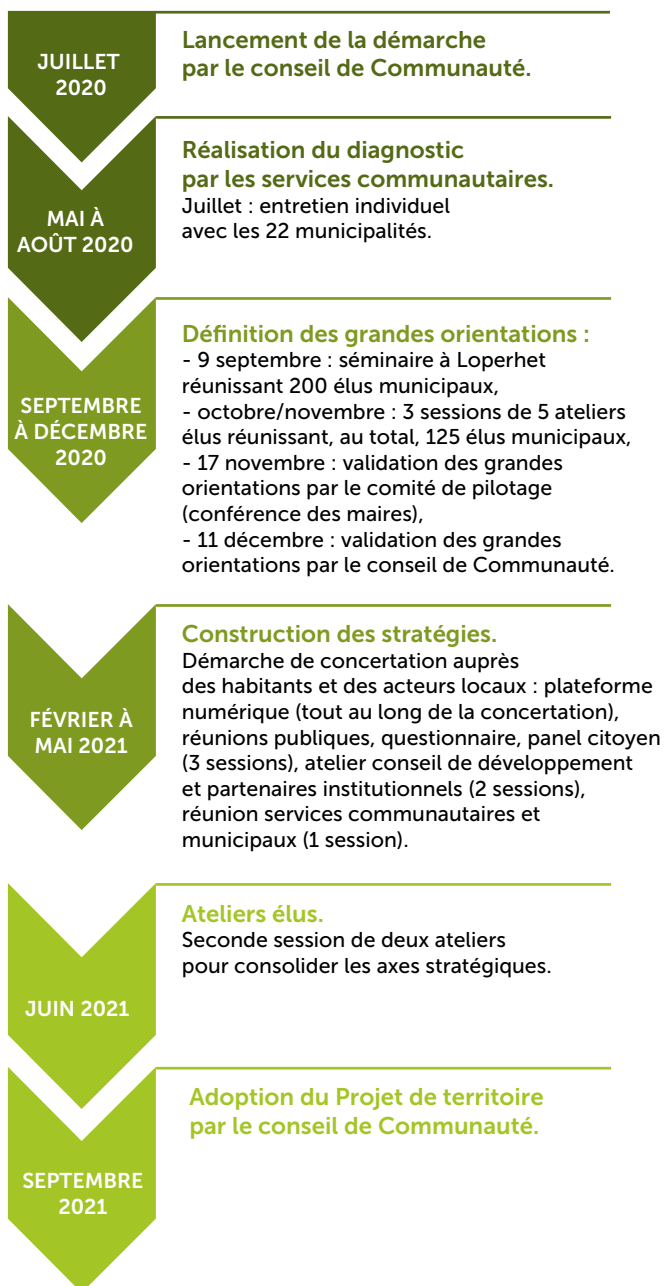 JUILLET
2020
Lancement de la démarche
par le conseil de Communauté.
MAI À
AOÛT 2020
Réalisation du diagnostic
par les services communautaires.
Juillet : entretien individuel
avec les 22 municipalités.
SEPTEMBRE
À DÉCEMBRE
2020
Définition des grandes orientations :
- 9 septembre : séminaire à Loperhet
réunissant 200 élus municipaux,
- octobre/novembre : 3 sessions de 5 ateliers
élus réunissant, au total, 125 élus municipaux,
- 17 novembre : validation des grandes
orientations par le comité de pilotage
(conférence des maires),
- 11 décembre : validation des grandes
orientations par le conseil de Communauté.
FÉVRIER À
MAI 2021
Construction des stratégies.
Démarche de concertation auprès
des habitants et des acteurs locaux : plateforme
numérique (tout au long de la concertation),
réunions publiques, questionnaire, panel citoyen
(3 sessions), atelier conseil de développement
et partenaires institutionnels (2 sessions),
réunion services communautaires et
municipaux (1 session).
JUIN 2021
Ateliers élus.
Seconde session de deux ateliers
pour consolider les axes stratégiques.
SEPTEMBRE
2021
Adoption du Projet de territoire
par le conseil de Communauté.